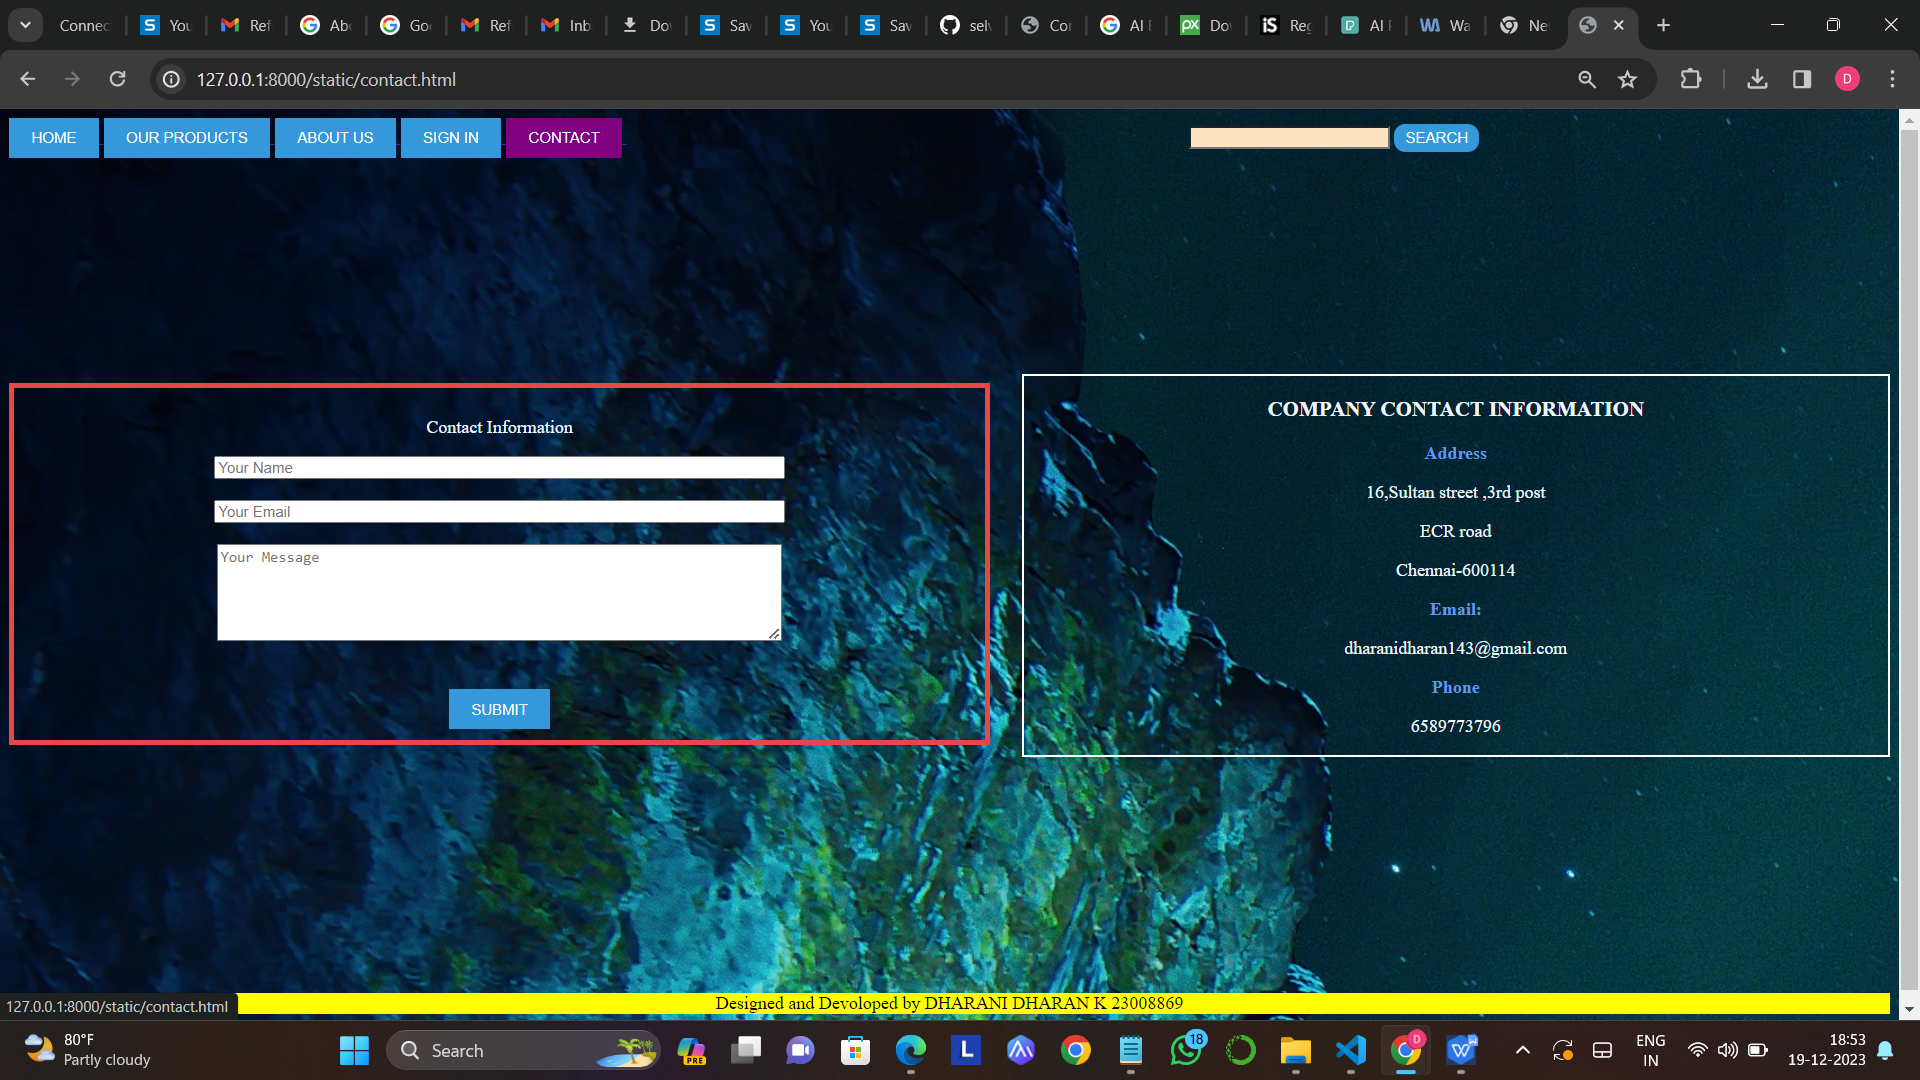 Connec
You
Ref
Abo
Goo
Ref
Inb
Dov
Sav
You
Sav
selv
Cor
AI I
Dov
Reg
AI F
Wa
Nev
127.0.0.1:8000/static/contact.html
D
HOME OUR PRODUCTS ABOUT US SIGN IN CONTACT
SEARCH
Contact Information
Your Name
Your Email
Your Message
SUBMIT
COMPANY CONTACT INFORMATION
Address
16,Sultan street ,3rd post
ECR road
Chennai-600114
Email:
dharanidharan143@gmail.com
Phone
6589773796
127.0.0.1:8000/static/contact.html
Designed and Devoloped by DHARANI DHARAN K 23008869
80°F
Partly cloudy
Search
PRE
L
18
D
W
ENG
IN
18:53
19-12-2023